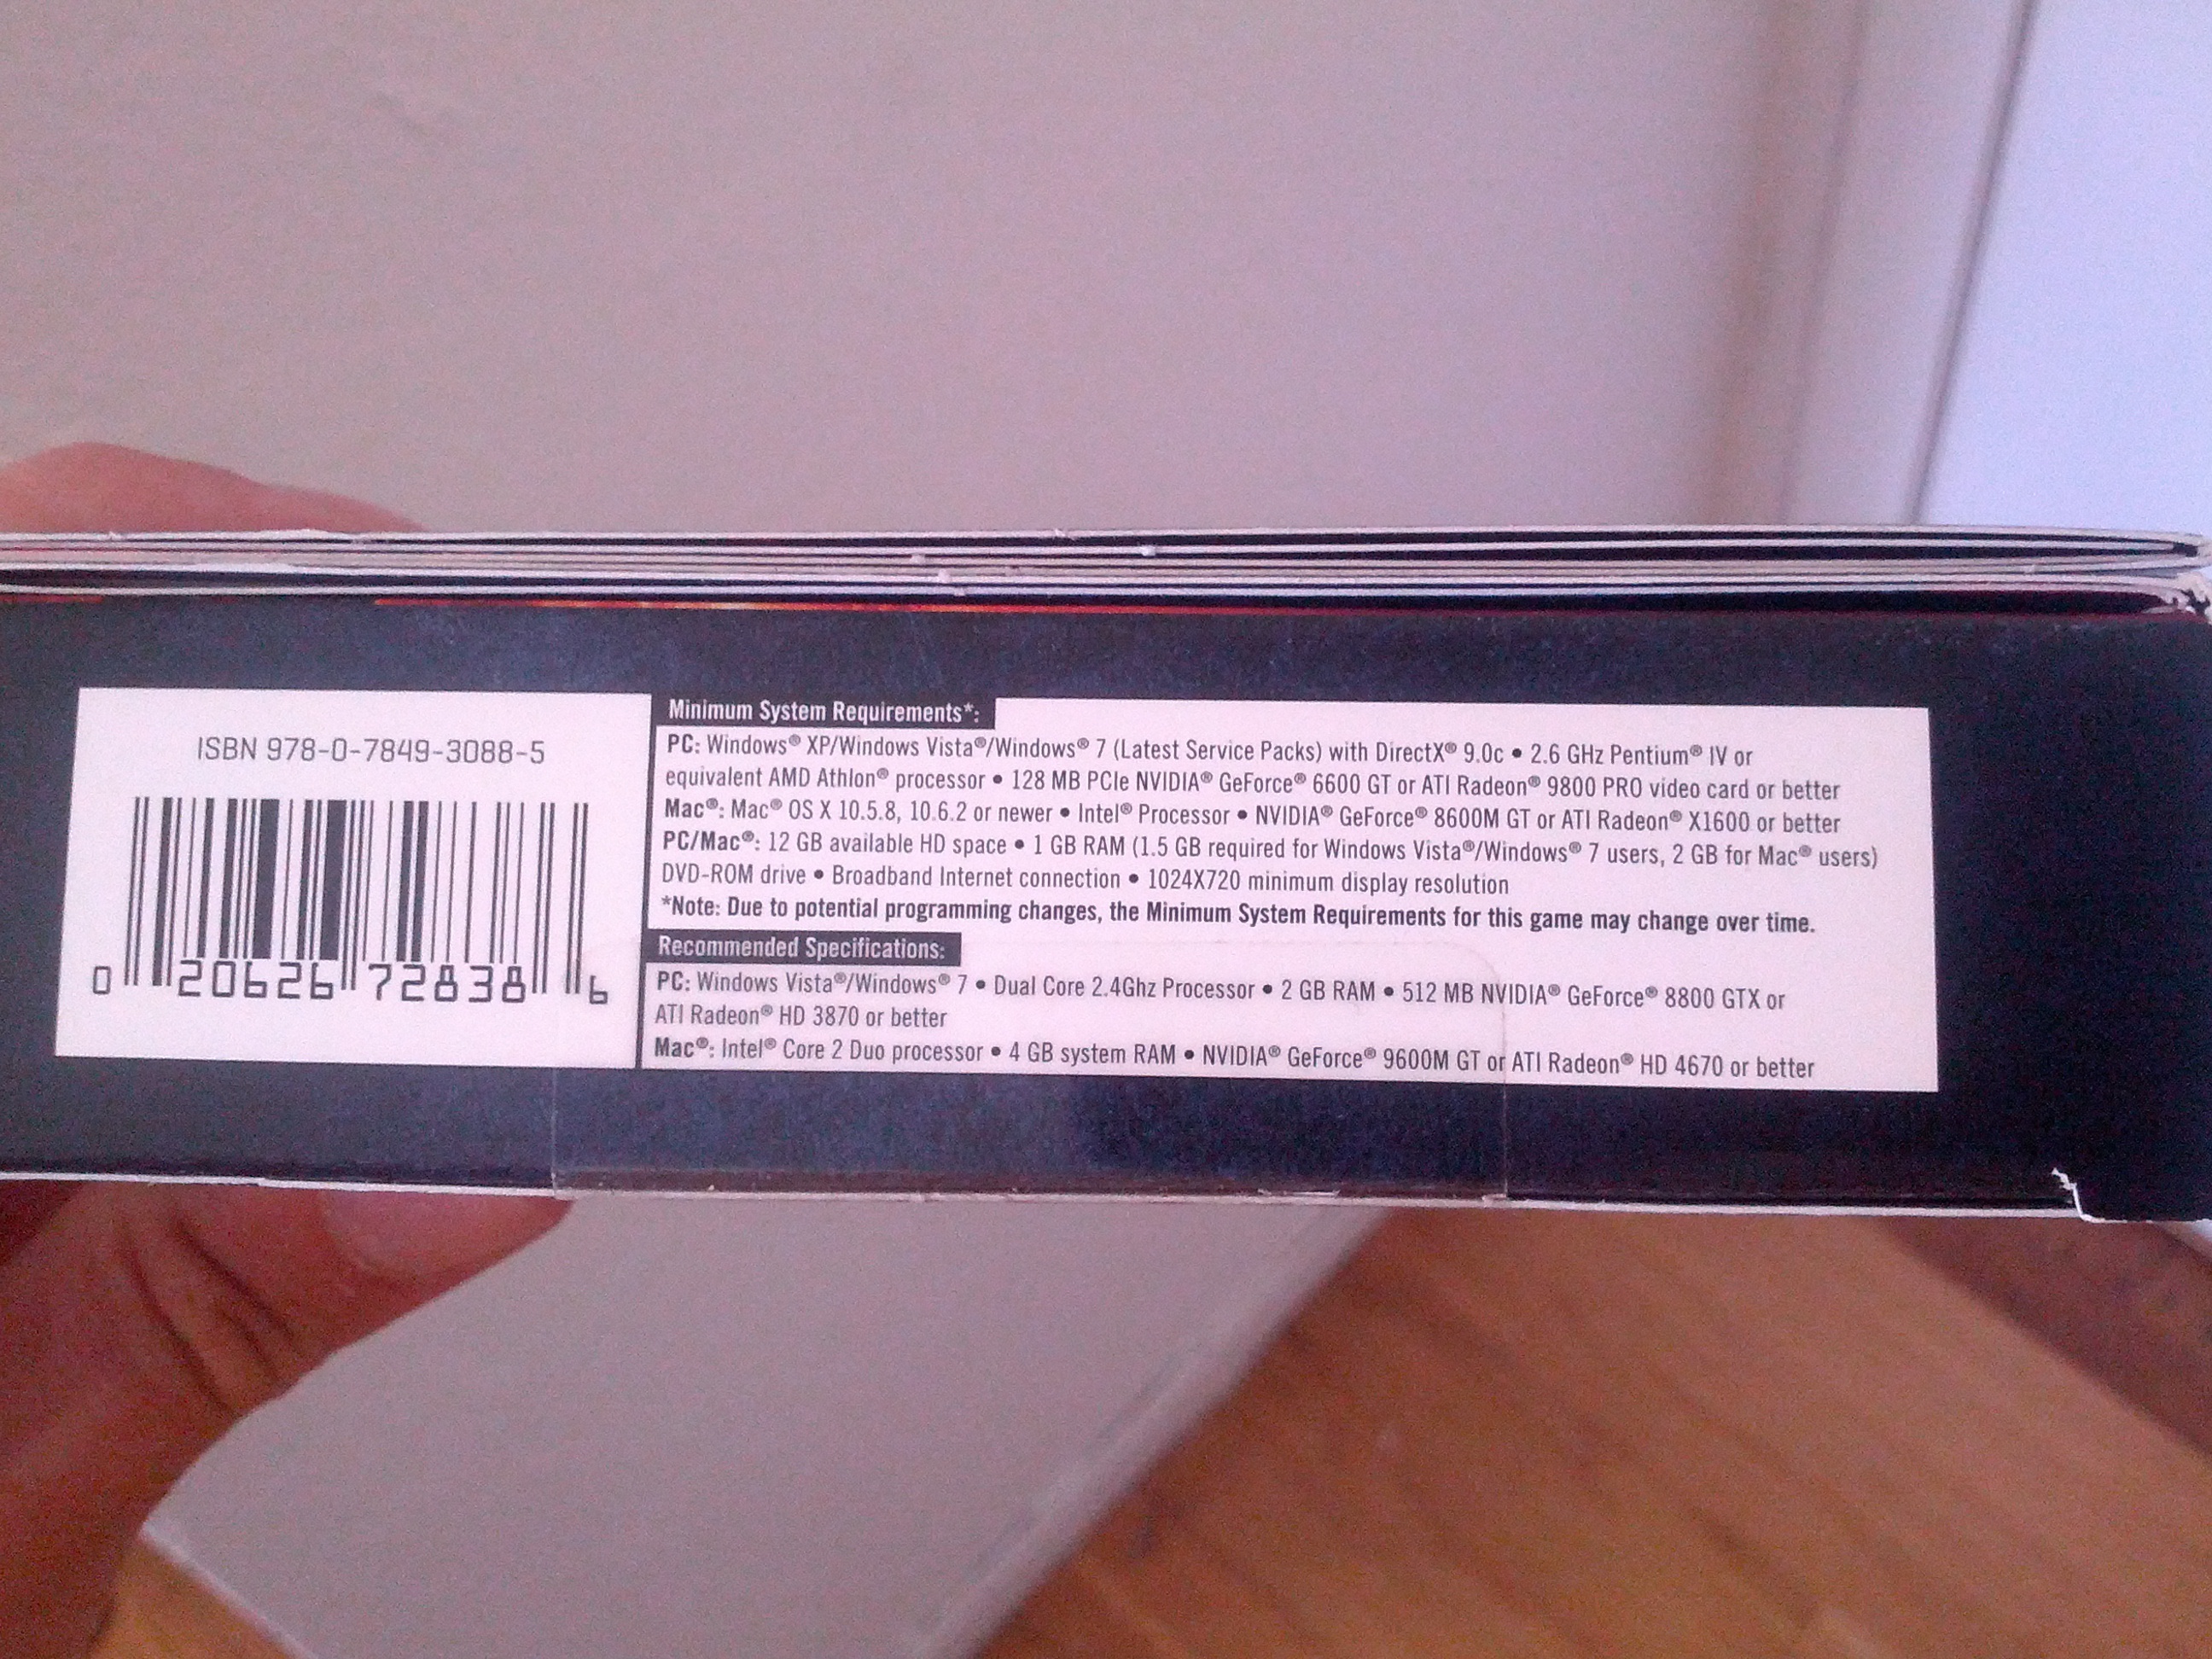 ISBN 978-0-7849-3088-5
0 20626 72838 6
Minimum System Requirements*:
PC: Windows® XP/Windows Vista®/Windows® 7 (Latest Service Packs) with DirectX® 9.0c • 2.6 GHz Pentium® IV or
equivalent AMD Athlon® processor • 128 MB PCIe NVIDIA® GeForce® 6600 GT or ATI Radeon® 9800 PRO video card or better
Mac®: Mac® OS X 10.5.8, 10.6.2 or newer • Intel® Processor • NVIDIA® GeForce® 8600M GT or ATI Radeon® X1600 or better
PC/Mac®: 12 GB available HD space • 1 GB RAM (1.5 GB required for Windows Vista®/Windows® 7 users, 2 GB for Mac® users)
DVD-ROM drive • Broadband Internet connection • 1024X720 minimum display resolution
*Note: Due to potential programming changes, the Minimum System Requirements for this game may change over time.
Recommended Specifications:
PC: Windows Vista®/Windows® 7 • Dual Core 2.4Ghz Processor • 2 GB RAM • 512 MB NVIDIA® GeForce® 8800 GTX or
ATI Radeon® HD 3870 or better
Mac®: Intel® Core 2 Duo processor • 4 GB system RAM • NVIDIA® GeForce® 9600M GT or ATI Radeon® HD 4670 or better